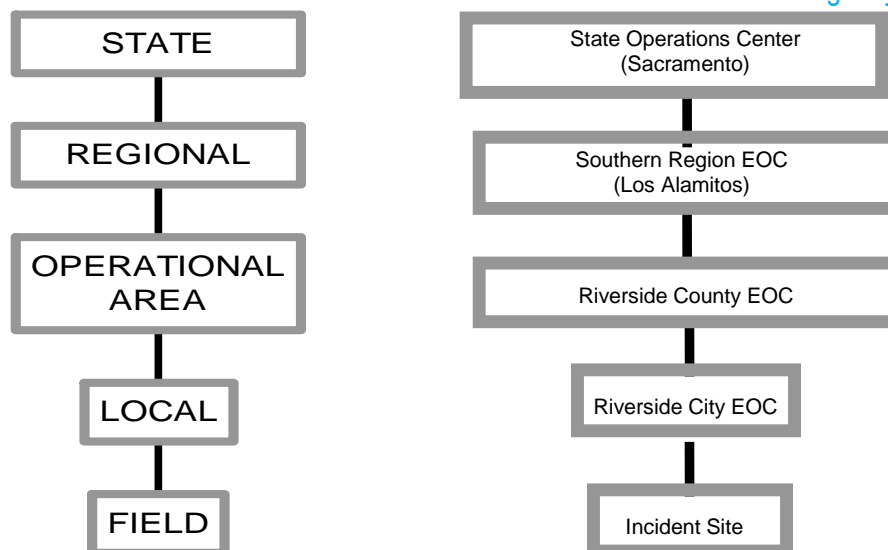 STATE
REGIONAL
OPERATIONAL
AREA
LOCAL
FIELD
State Operations Center
(Sacramento)
Southern Region EOC
(Los Alamitos)
Riverside County EOC
Riverside City EOC
Incident Site